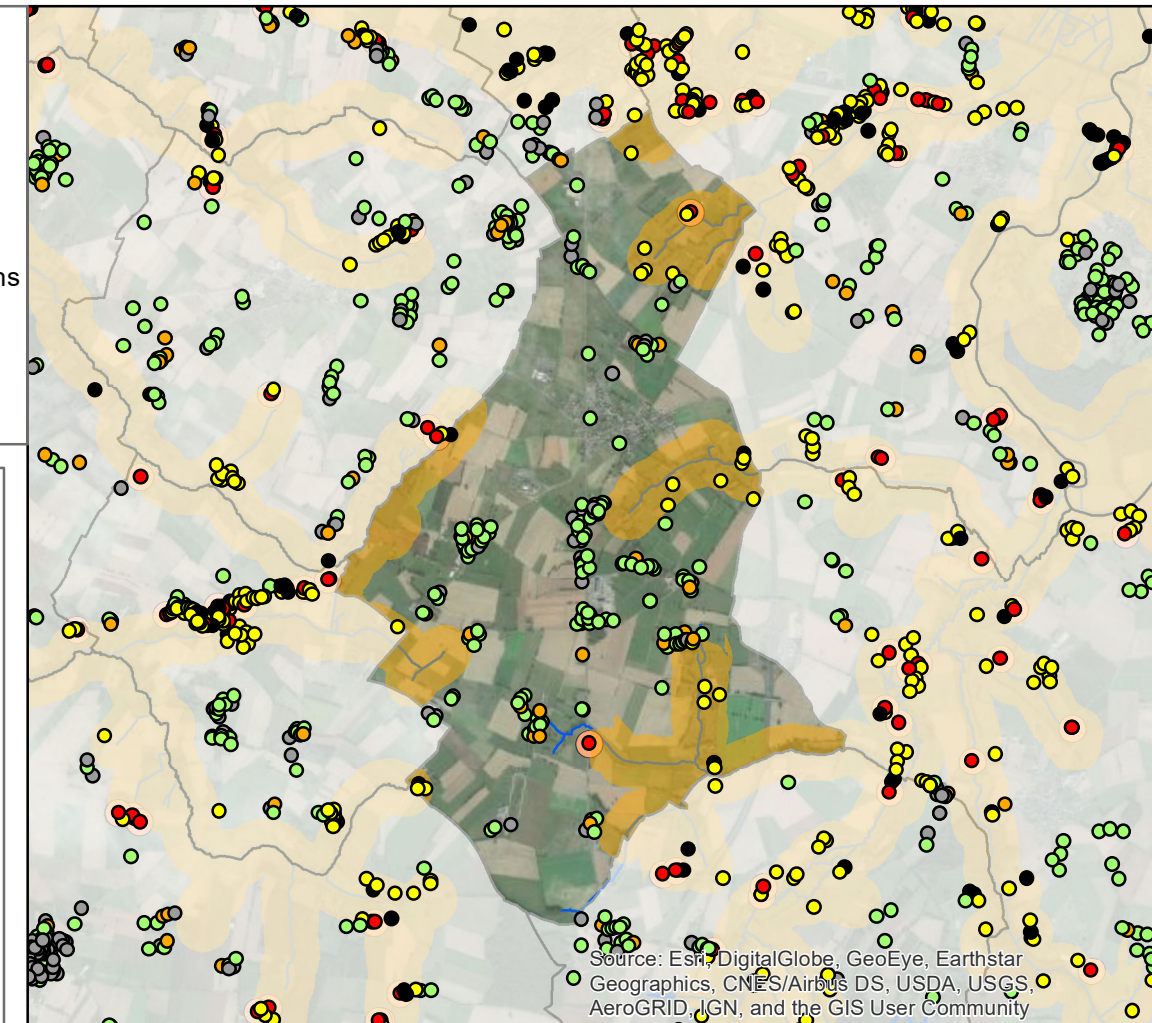 ns
Source: Esri, DigitalGlobe, GeoEye, Earthstar
Geographics, CNES/Airbus DS, USDA, USGS,
AeroGRID, IGN, and the GIS User Community